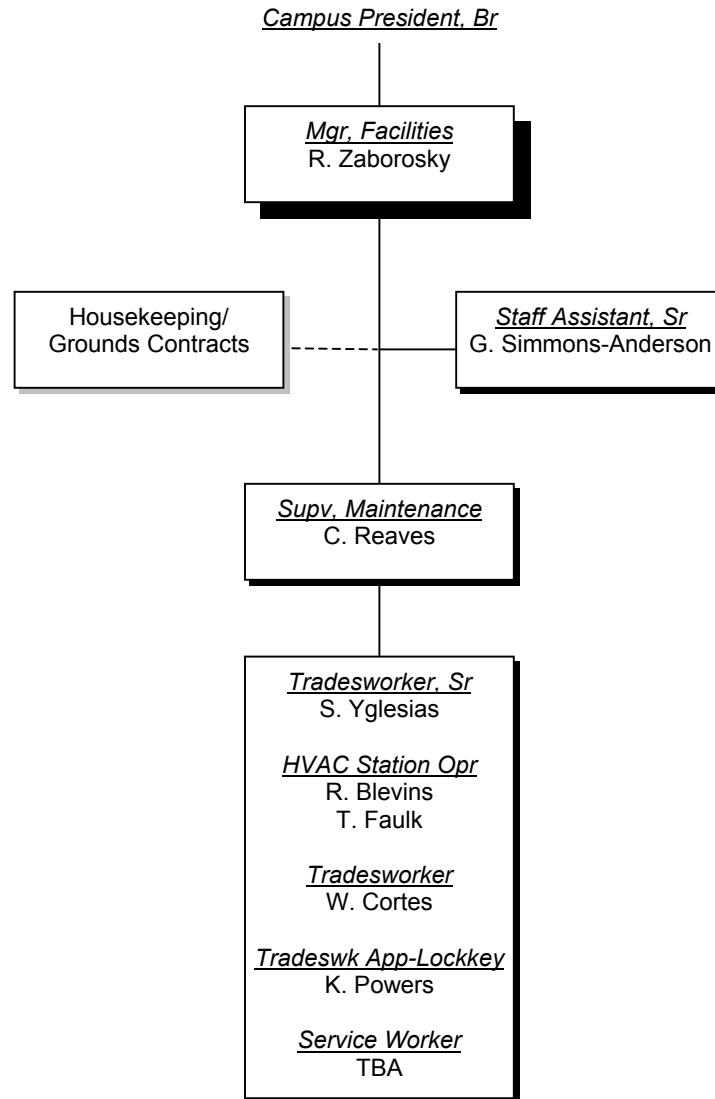 Campus President, Br
Mgr, Facilities
R. Zaborosky
Housekeeping/
Grounds Contracts
Staff Assistant, Sr
G. Simmons-Anderson
Supv, Maintenance
C. Reaves
Tradesworker, Sr
S. Yglesias
HVAC Station Opr
R. Blevins
T. Faulk
Tradesworker
W. Cortes
Tradeswk App-Lockkey
K. Powers
Service Worker
TBA